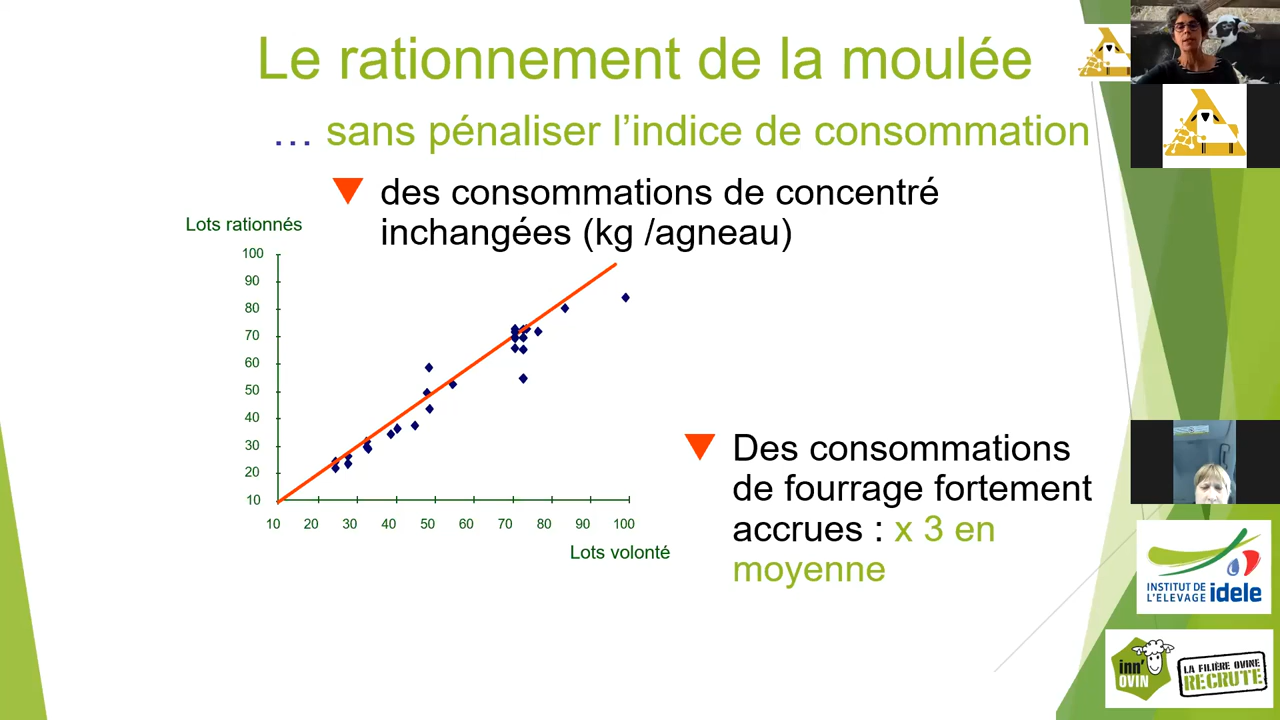 Le rationnement de la moulée
… sans pénaliser l’indice de consommation
des consommations de concentré
inchangées (kg /agneau)
Lots rationnés
100
90
80
70
60
50
40
30
20
10
10 20 30 40 50 60 70 80 90 100
Lots volonté
Des consommations
de fourrage fortement
accrues : x 3 en
moyenne
INSTITUT DE
L'ELEVAGE idele
inn'
OVIN
LA FILIÈRE OVINE
RECRUTE